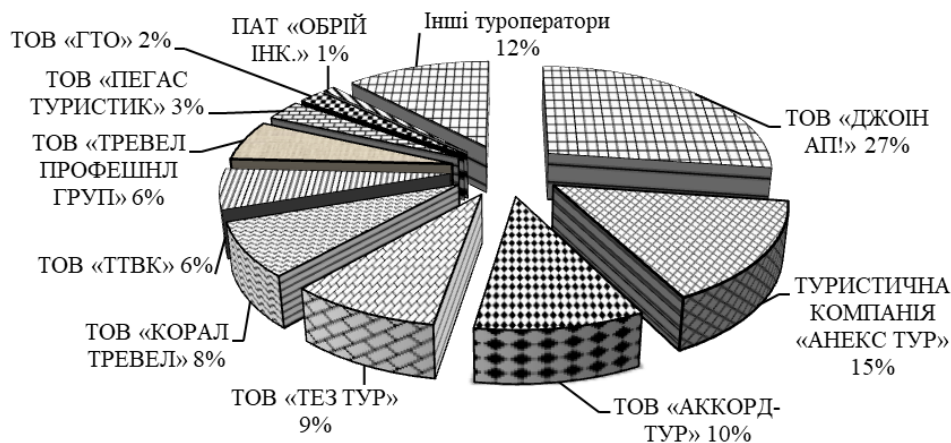 ПАТ «ОБРІЙ
ІНК.» 1%
Інші туроператори
12%
ТОВ «ДЖОІН
АП!» 27%
ТУРИСТИЧНА
КОМПАНІЯ
«АНЕКС ТУР»
15%
ТОВ «АККОРД-
ТУР» 10%
ТОВ «ТЕЗ ТУР»
9%
ТОВ «КОРАЛ
ТРЕВЕЛ» 8%
ТОВ «ТТВК» 6%
ТОВ «ТРЕВЕЛ
ПРОФЕШНЛ
ГРУП» 6%
ТОВ «ПЕГАС
ТУРИСТИК» 3%
ТОВ «ГТО» 2%